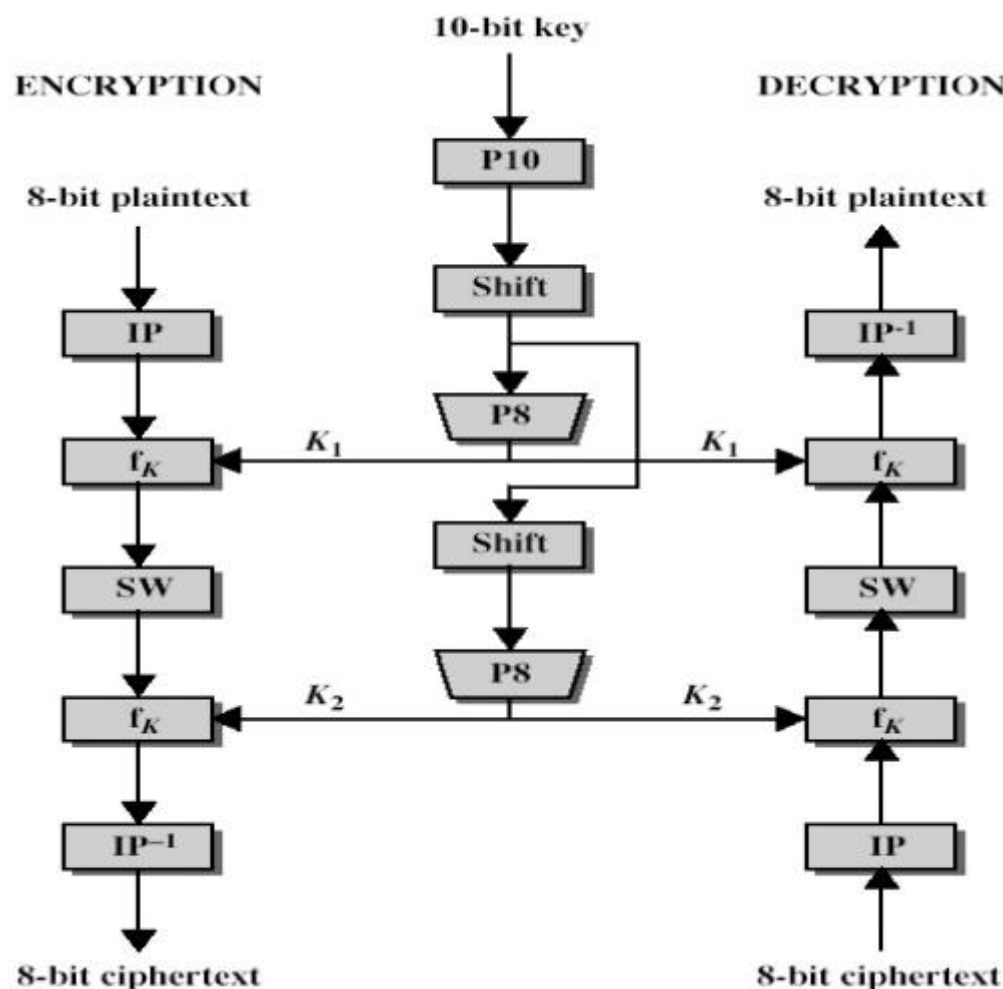 10-bit key
ENCRYPTION
DECRYPTION
P10
8-bit plaintext
8-bit plaintext
Shift
IP
IP-1
P8
K1
K1
fK
fK
Shift
SW
SW
P8
K2
K2
fK
fK
IP–1
IP
8-bit ciphertext
8-bit ciphertext